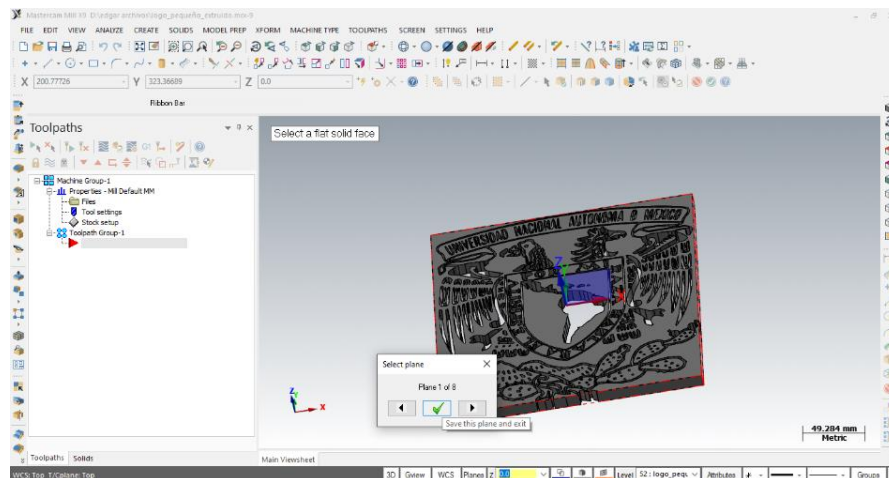 Mastercam Mill X9 D:\edgar archivos\logo_pequeño_extruido.mcx-9
FILE EDIT VIEW ANALYZE CREATE SOLIDS MODEL PREP XFORM MACHINE TYPE TOOLPATHS SCREEN SETTINGS HELP
X 200.77726 Y 323.36609 Z 0.0
Ribbon Bar
Toolpaths
Select a flat solid face
Machine Group-1
Properties - Mill Default MM
Files
Tool settings
Stock setup
Toolpath Group-1
UNIVERSIDAD NACIONAL AUTONOMA D MEXICO
Z
Select plane
Plane 1 of 8
Save this plane and exit
Z
Y
X
49.284 mm
Metric
Toolpaths Solids
Main Viewsheet
WCS: Top T/Cplane: Top
3D Gview WCS Planes Z 0.0 Level 52 : logo_pequ Attributes Groups